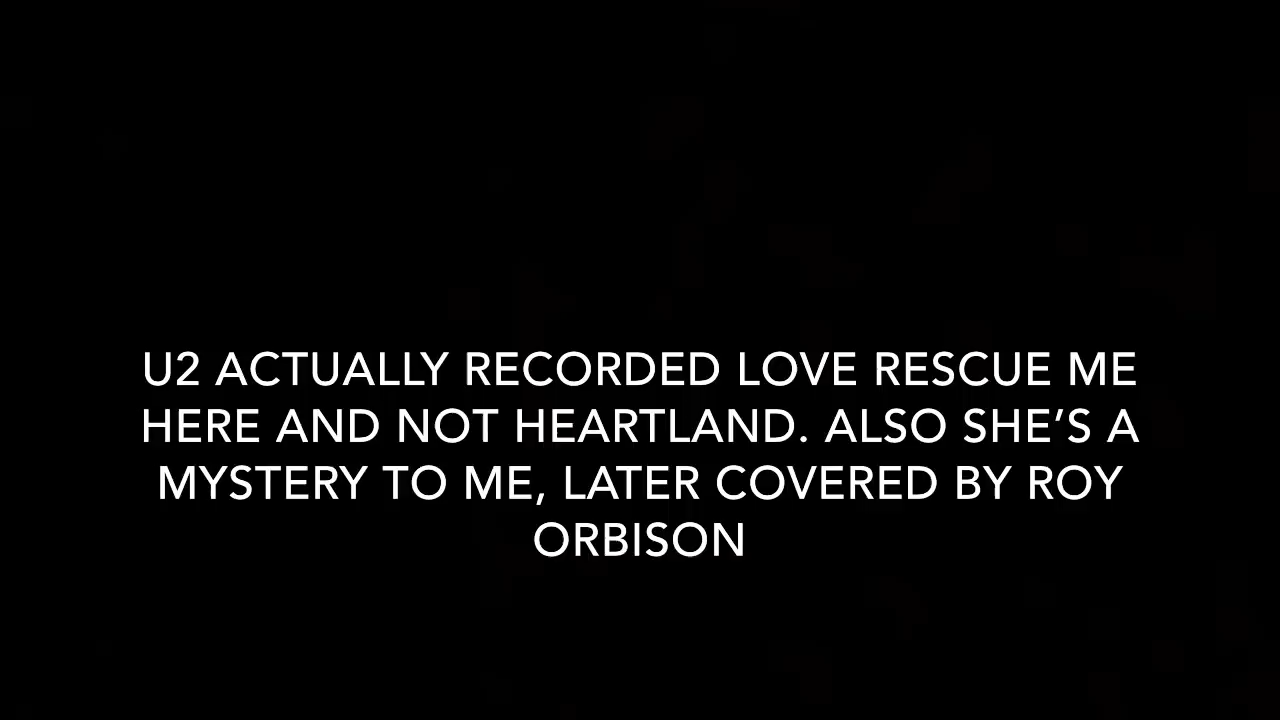 U2 ACTUALLY RECORDED LOVE RESCUE ME
HERE AND NOT HEARTLAND. ALSO SHE’S A
MYSTERY TO ME, LATER COVERED BY ROY
ORBISON